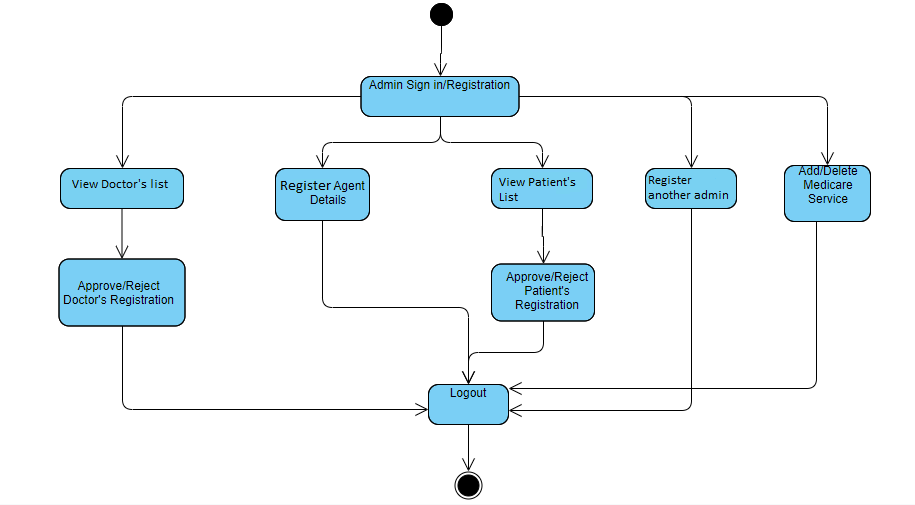 Admin Sign in/Registration
View Doctor's list
Register Agent
Details
View Patient's
List
Register
another admin
Add/Delete
Medicare
Service
Approve/Reject
Doctor's Registration
Approve/Reject
Patient's
Registration
Logout